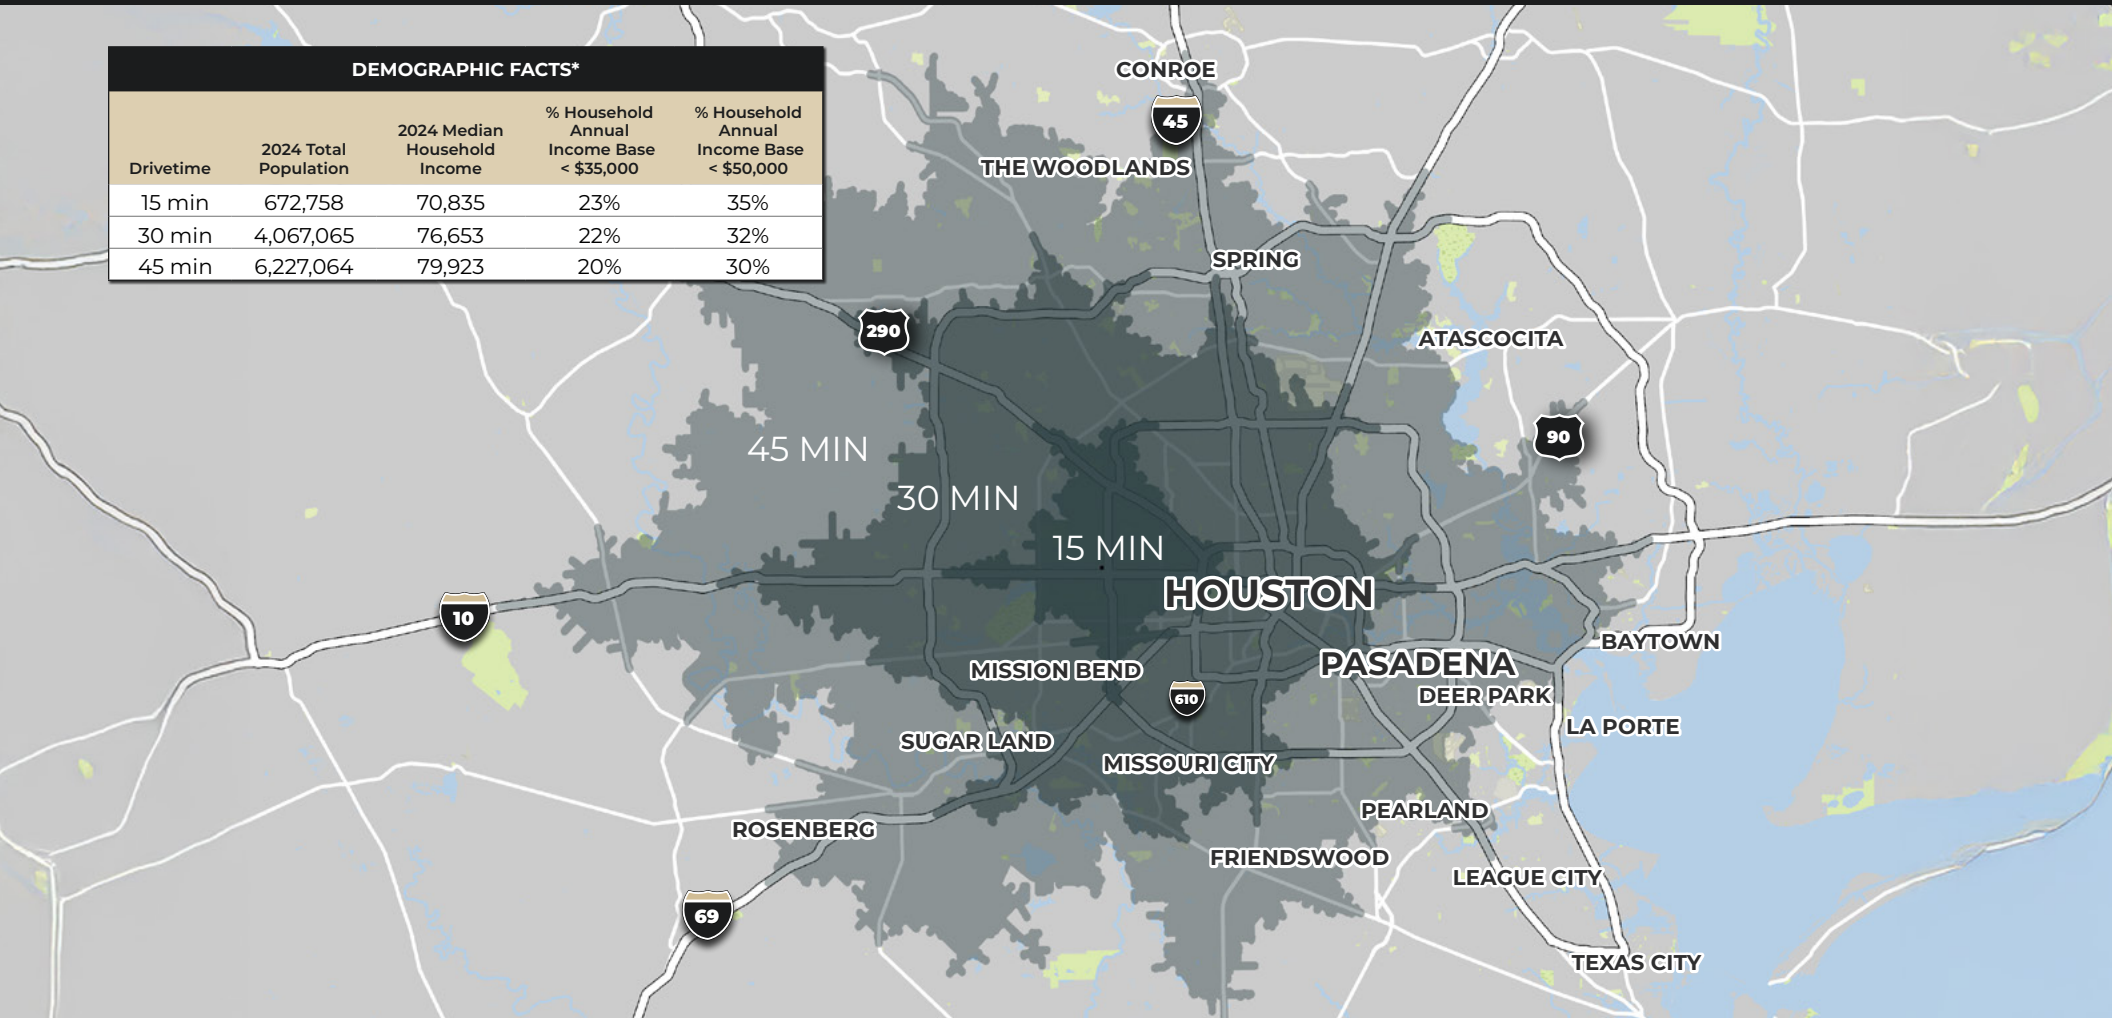 DEMOGRAPHIC FACTS*
Drivetime
2024 Total
Population
2024 Median
Household
Income
% Household
Annual
Income Base
< $35,000
% Household
Annual
Income Base
< $50,000
15 min 672,758 70,835 23% 35%
30 min 4,067,065 76,653 22% 32%
45 min 6,227,064 79,923 20% 30%
CONROE
45
THE WOODLANDS
SPRING
290
ATASCOCITA
90
45 MIN
30 MIN
15 MIN
HOUSTON
10
BAYTOWN
MISSION BEND
PASADENA
DEER PARK
610
LA PORTE
SUGAR LAND
MISSOURI CITY
PEARLAND
ROSENBERG
FRIENDSWOOD
LEAGUE CITY
69
TEXAS CITY